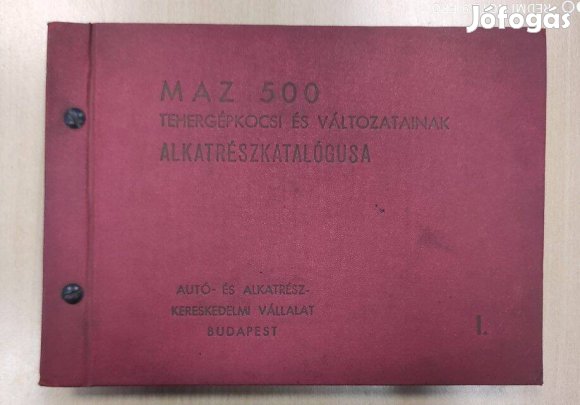 Jófogás
MAZ 500
TEHERGÉPKOCSI ÉS VÁLTOZATAINAK
ALKATRÉSZKATALÓGUSA
AUTÓ- ÉS ALKATRÉSZ-
KERESKEDELMI VÁLLALAT
BUDAPEST
I.